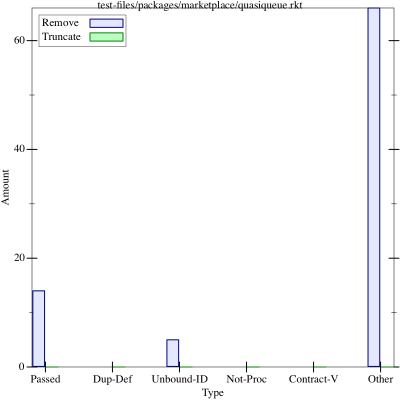 test-files/packages/marketplace/quasiqueue.rkt
Remove
Truncate
60
40
20
0
Amount
Passed Dup-Def Unbound-ID Not-Proc Contract-V Other
Type